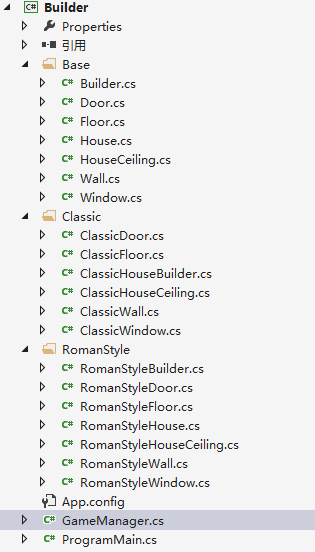 C# Builder
Properties
引用
Base
C# Builder.cs
C# Door.cs
C# Floor.cs
C# House.cs
C# HouseCeiling.cs
C# Wall.cs
C# Window.cs
Classic
C# ClassicDoor.cs
C# ClassicFloor.cs
C# ClassicHouseBuilder.cs
C# ClassicHouseCeiling.cs
C# ClassicWall.cs
C# ClassicWindow.cs
RomanStyle
C# RomanStyleBuilder.cs
C# RomanStyleDoor.cs
C# RomanStyleFloor.cs
C# RomanStyleHouse.cs
C# RomanStyleHouseCeiling.cs
C# RomanStyleWall.cs
C# RomanStyleWindow.cs
App.config
C# GameManager.cs
C# ProgramMain.cs